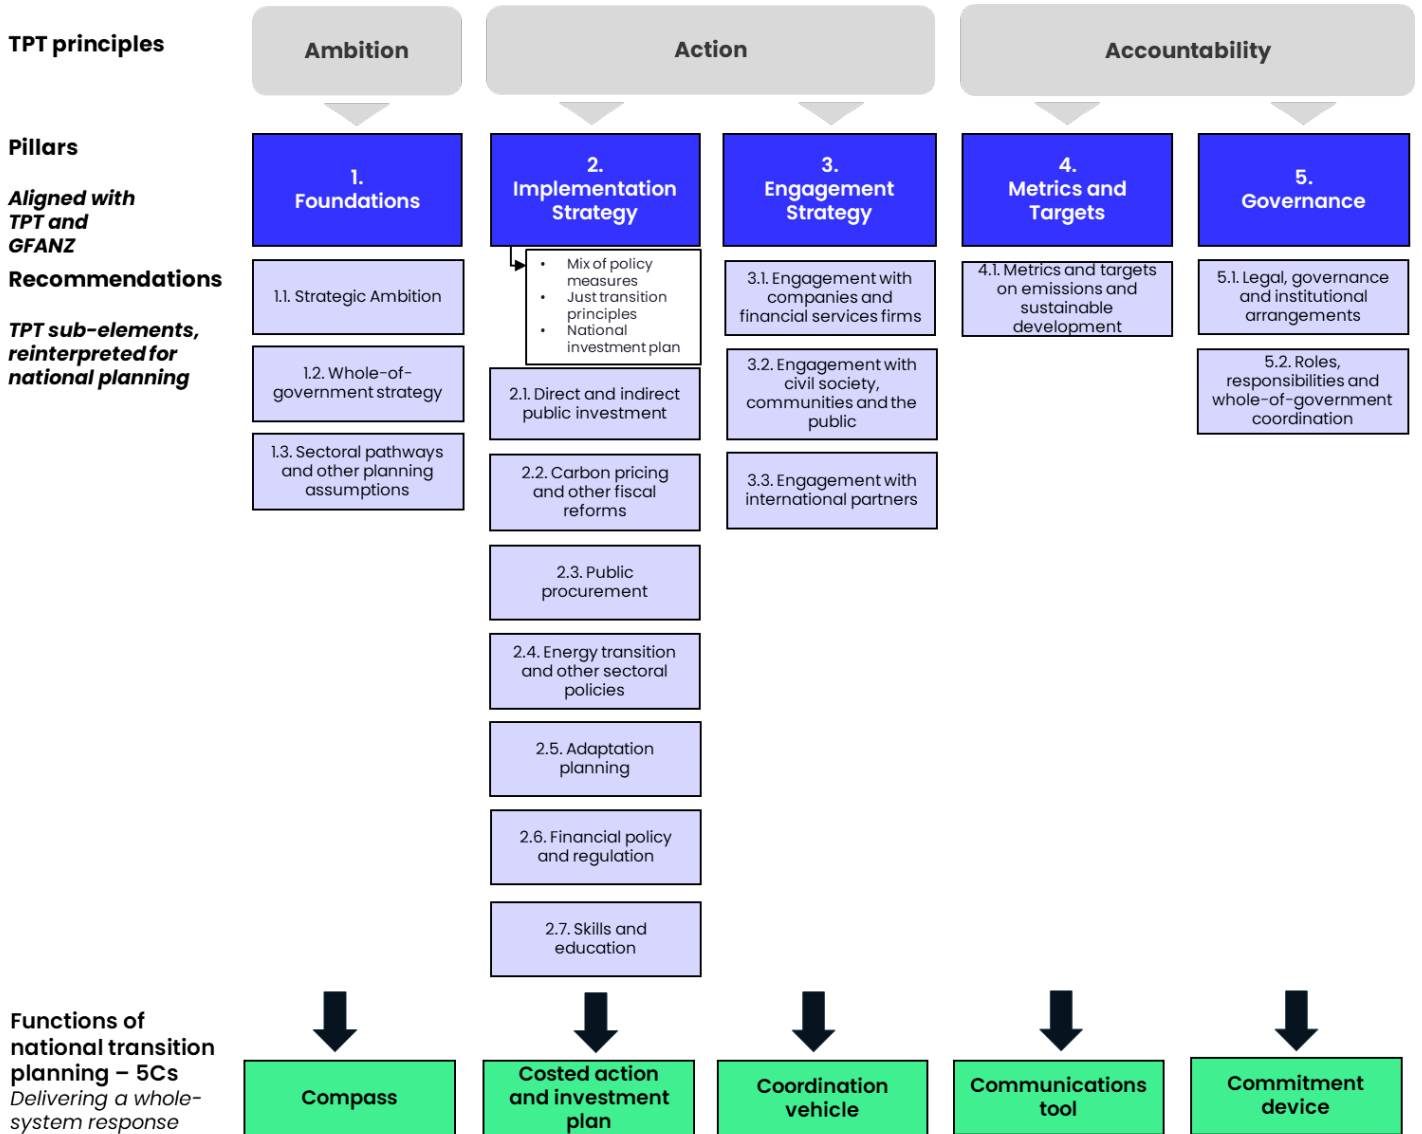 TPT principles
Ambition
Action
Accountability
Pillars
Aligned with
TPT and
GFANZ
1.
Foundations
2.
Implementation
Strategy
3.
Engagement
Strategy
4.
Metrics and
Targets
5.
Governance
Recommendations
TPT sub-elements,
reinterpreted for
national planning
1.1. Strategic Ambition
1.2. Whole-of-
government strategy
1.3. Sectoral pathways
and other planning
assumptions
• Mix of policy
measures
• Just transition
principles
• National
investment plan
2.1. Direct and indirect
public investment
2.2. Carbon pricing
and other fiscal
reforms
2.3. Public
procurement
2.4. Energy transition
and other sectoral
policies
2.5. Adaptation
planning
2.6. Financial policy
and regulation
2.7. Skills and
education
3.1. Engagement with
companies and
financial services firms
3.2. Engagement with
civil society,
communities and the
public
3.3. Engagement with
international partners
4.1. Metrics and targets
on emissions and
sustainable
development
5.1. Legal, governance
and institutional
arrangements
5.2. Roles,
responsibilities and
whole-of-government
coordination
Functions of
national transition
planning – 5Cs
Delivering a whole-
system response
Compass
Costed action
and investment
plan
Coordination
vehicle
Communications
tool
Commitment
device